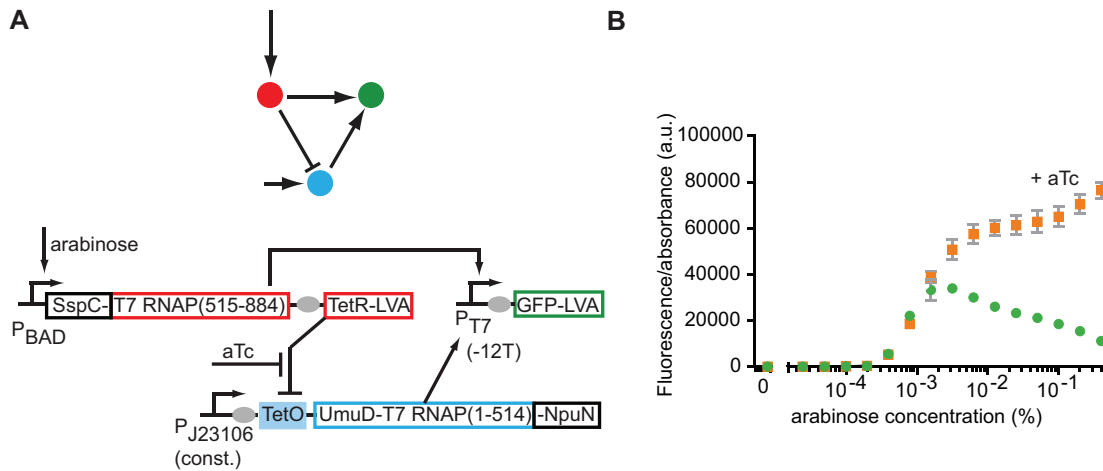 A
arabinose
SspC-T7 RNAP(515-884)
TetR-LVA
GFP-LVA
PBAD
PT7
(-12T)
aTc
TetO
UmuD-T7 RNAP(1-514)
-NpuN
PJ23106
(const.)
B
Fluorescence/absorbance (a.u.)
100000
80000
60000
40000
20000
0
+ aTc
0
10-4
10-3
10-2
10-1
arabinose concentration (%)